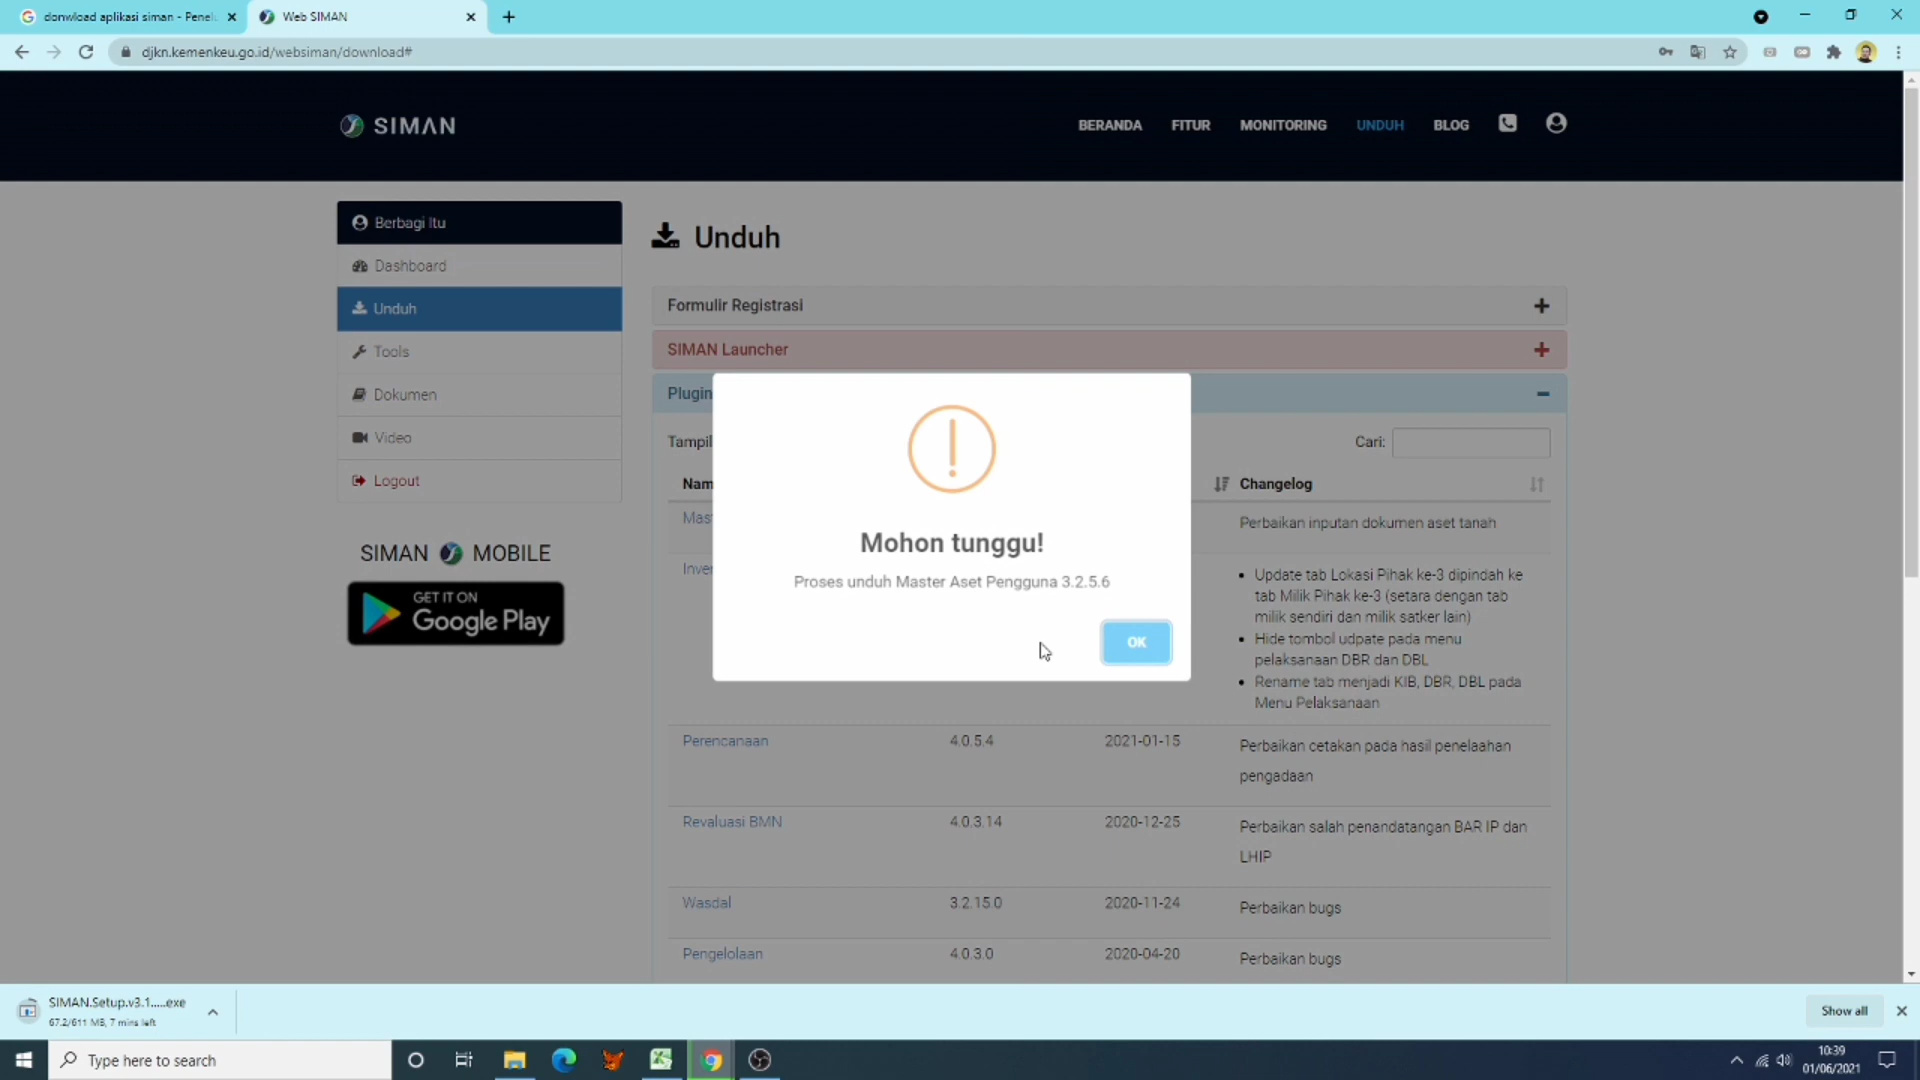 donwload aplikasi siman - Penel
Web SIMAN
djkn.kemenkeu.go.id/websiman/download#
SIMAN
BERANDA
FITUR
MONITORING
UNDUH
BLOG
Berbagi Itu
Dashboard
Unduh
Tools
Dokumen
Video
Logout
SIMAN MOBILE
GET IT ON
Google Play
Unduh
Formulir Registrasi
SIMAN Launcher
Plugin
Tampil
Cari:
Nam
Changelog
Mas
Perbaikan inputan dokumen aset tanah
Inver
Update tab Lokasi Pihak ke-3 dipindah ke
tab Milik Pihak ke-3 (setara dengan tab
milik sendiri dan milik satker lain)
Hide tombol udpate pada menu
pelaksanaan DBR dan DBL
Rename tab menjadi KIB, DBR, DBL pada
Menu Pelaksanaan
Mohon tunggu!
Proses unduh Master Aset Pengguna 3.2.5.6
OK
Perencanaan 4.0.5.4 2021-01-15 Perbaikan cetakan pada hasil penelaahan
pengadaan
Revaluasi BMN 4.0.3.14 2020-12-25 Perbaikan salah penandatangan BAR IP dan
LHIP
Wasdal 3.2.15.0 2020-11-24 Perbaikan bugs
Pengelolaan 4.0.3.0 2020-04-20 Perbaikan bugs
SIMAN.Setup.v3.1.....exe
67.2/611 MB, 7 mins left
Show all
Type here to search
10:39
01/06/2021